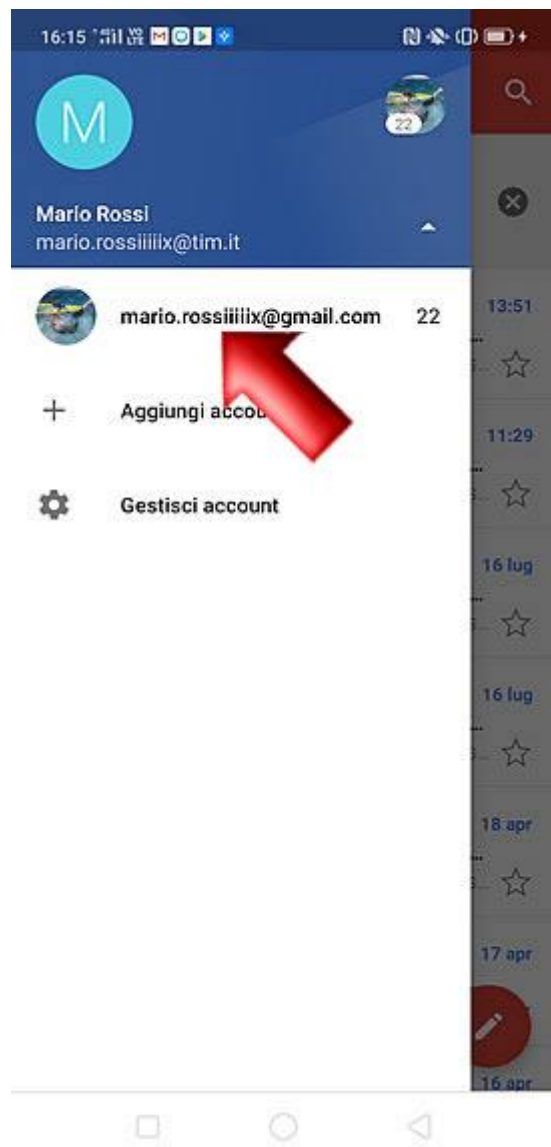 16:15
M
22
Mario Rossi
mario.rossiiiiix@tim.it
mario.rossiiiiix@gmail.com 22
Aggiungi
Gestisci account
13:51
11:29
16 lug
16 lug
18 apr
17 apr
16 apr